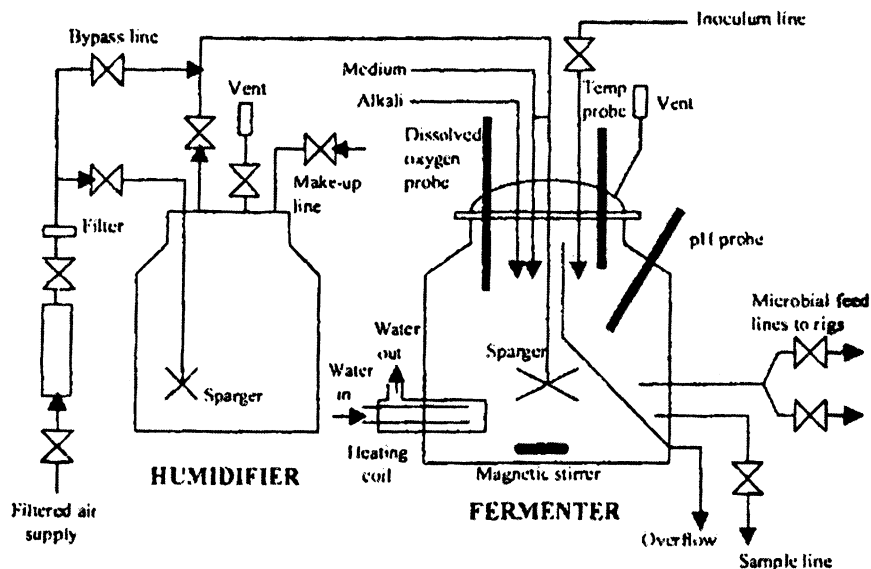 Inoculum line
Bypass line
Medium
Alkali
Vent
Temp
probe
Vent
Dissolved
oxygen
probe
Make-up
line
Filter
pH probe
Microbial feed
lines to rigs
Water
out
Sparger
Water
in
Sparger
Heating
coil
Magnetic stirrer
HUMIDIFIER
FERMENTER
Filtered air
supply
Overflow
Sample line